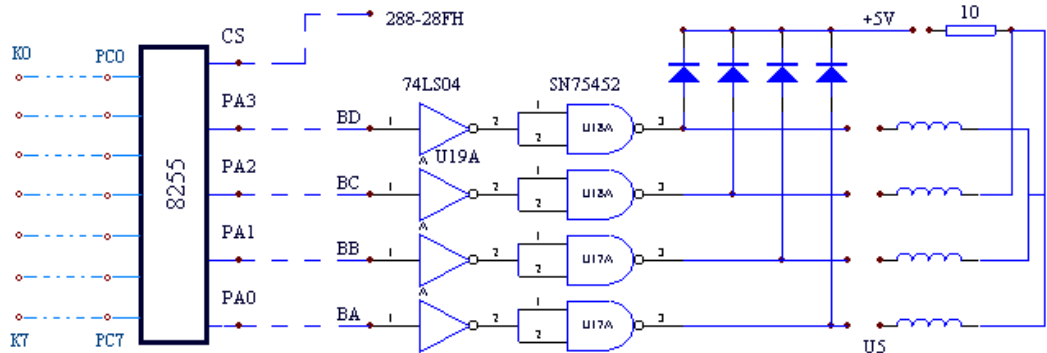 288-28FH
+5V
10
CS
K0
PC0
74LS04
SN75452
PA3
BD
1
2
1
2
U18A
3
A
U19A
8255
PA2
BC
1
2
1
2
U18A
3
A
PA1
BB
1
2
1
2
U17A
3
A
PA0
BA
1
2
1
2
U17A
3
K7
PC7
U5